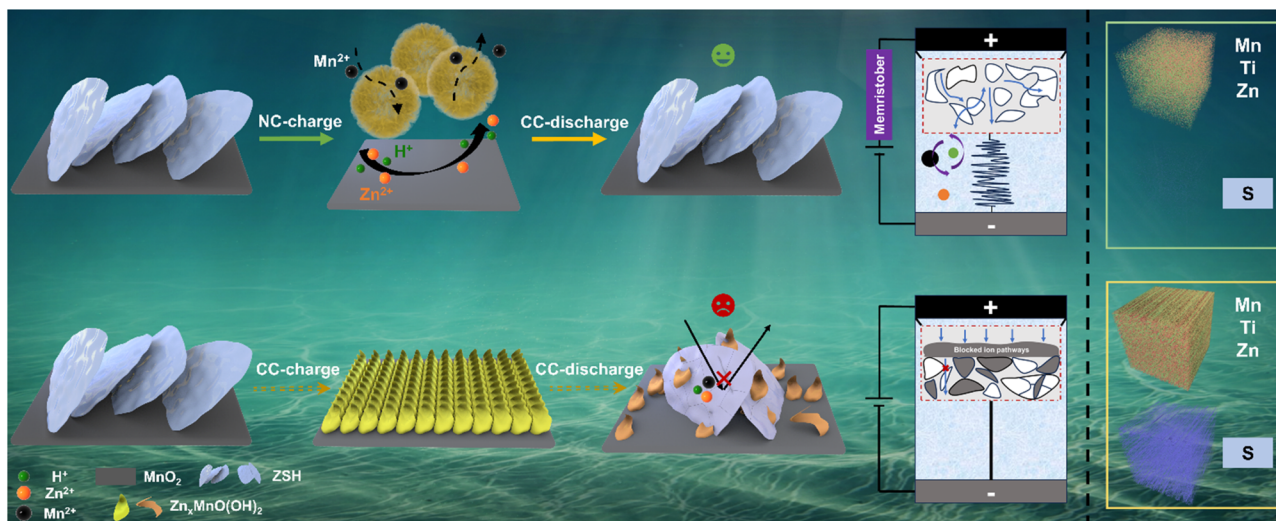 Mn²⁺
NC-charge
H⁺
Zn²⁺
CC-discharge
Memristober
+
-
Mn
Ti
Zn
S
CC-charge
CC-discharge
+
Blocked ion pathways
-
Mn
Ti
Zn
S
H⁺
MnO₂
ZSH
Zn²⁺
ZnₓMnO(OH)₂
Mn²⁺